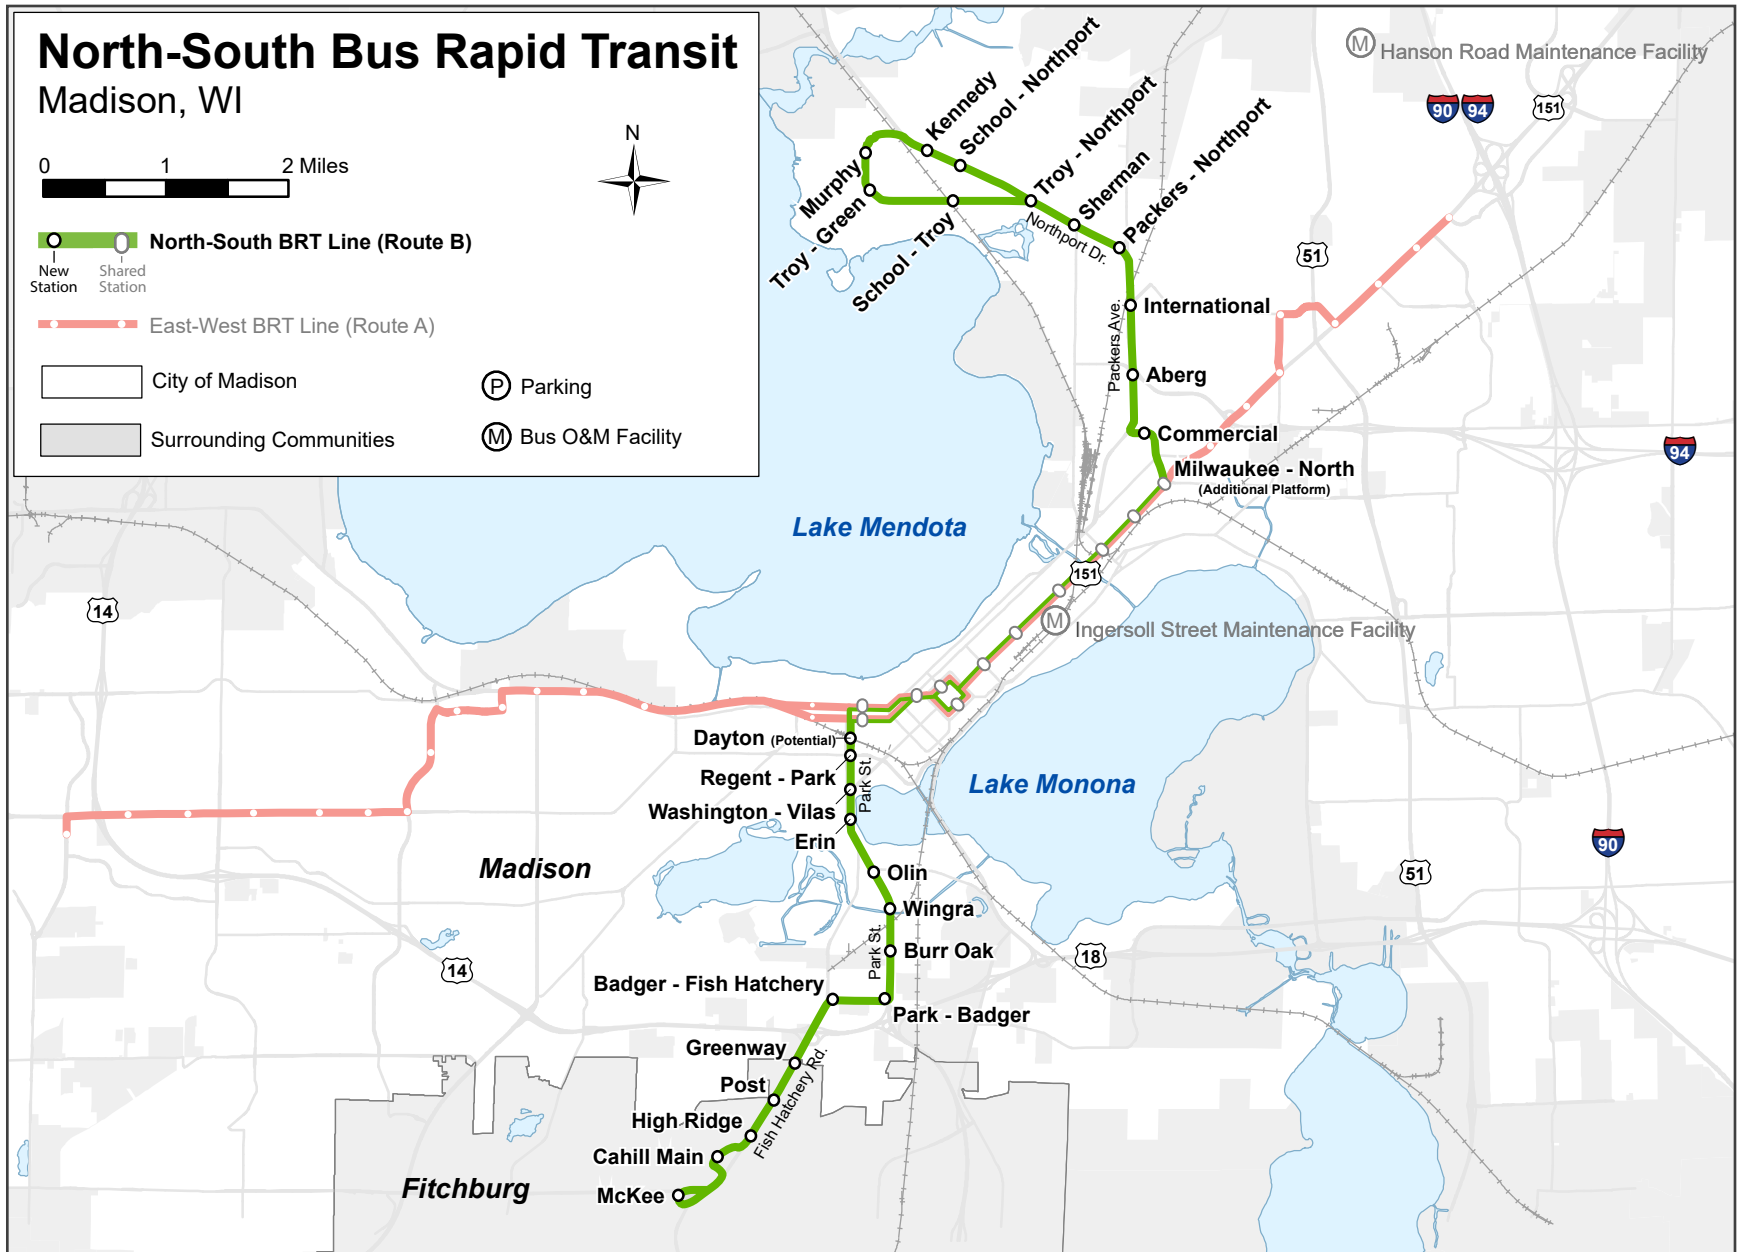 North-South Bus Rapid Transit
Madison, WI
N
0 1 2 Miles
North-South BRT Line (Route B)
New
Station
Shared
Station
East-West BRT Line (Route A)
City of Madison
Surrounding Communities
P Parking
M Bus O&M Facility
M Hanson Road Maintenance Facility
90
94
151
Kennedy
School - Northport
Troy - Northport
Sherman
Packers - Northport
Murphy
Troy - Green
School - Troy
Northport Dr.
51
International
Packers Ave.
Aberg
Commercial
Milwaukee - North
(Additional Platform)
94
Lake Mendota
151
14
M Ingersoll Street Maintenance Facility
Dayton (Potential)
Regent - Park
Park St.
Washington - Vilas
Erin
Lake Monona
90
Madison
Olin
51
Wingra
Burr Oak
Park St.
18
14
Badger - Fish Hatchery
Park - Badger
Greenway
Post
Fish Hatchery Rd.
High Ridge
Cahill Main
McKee
Fitchburg